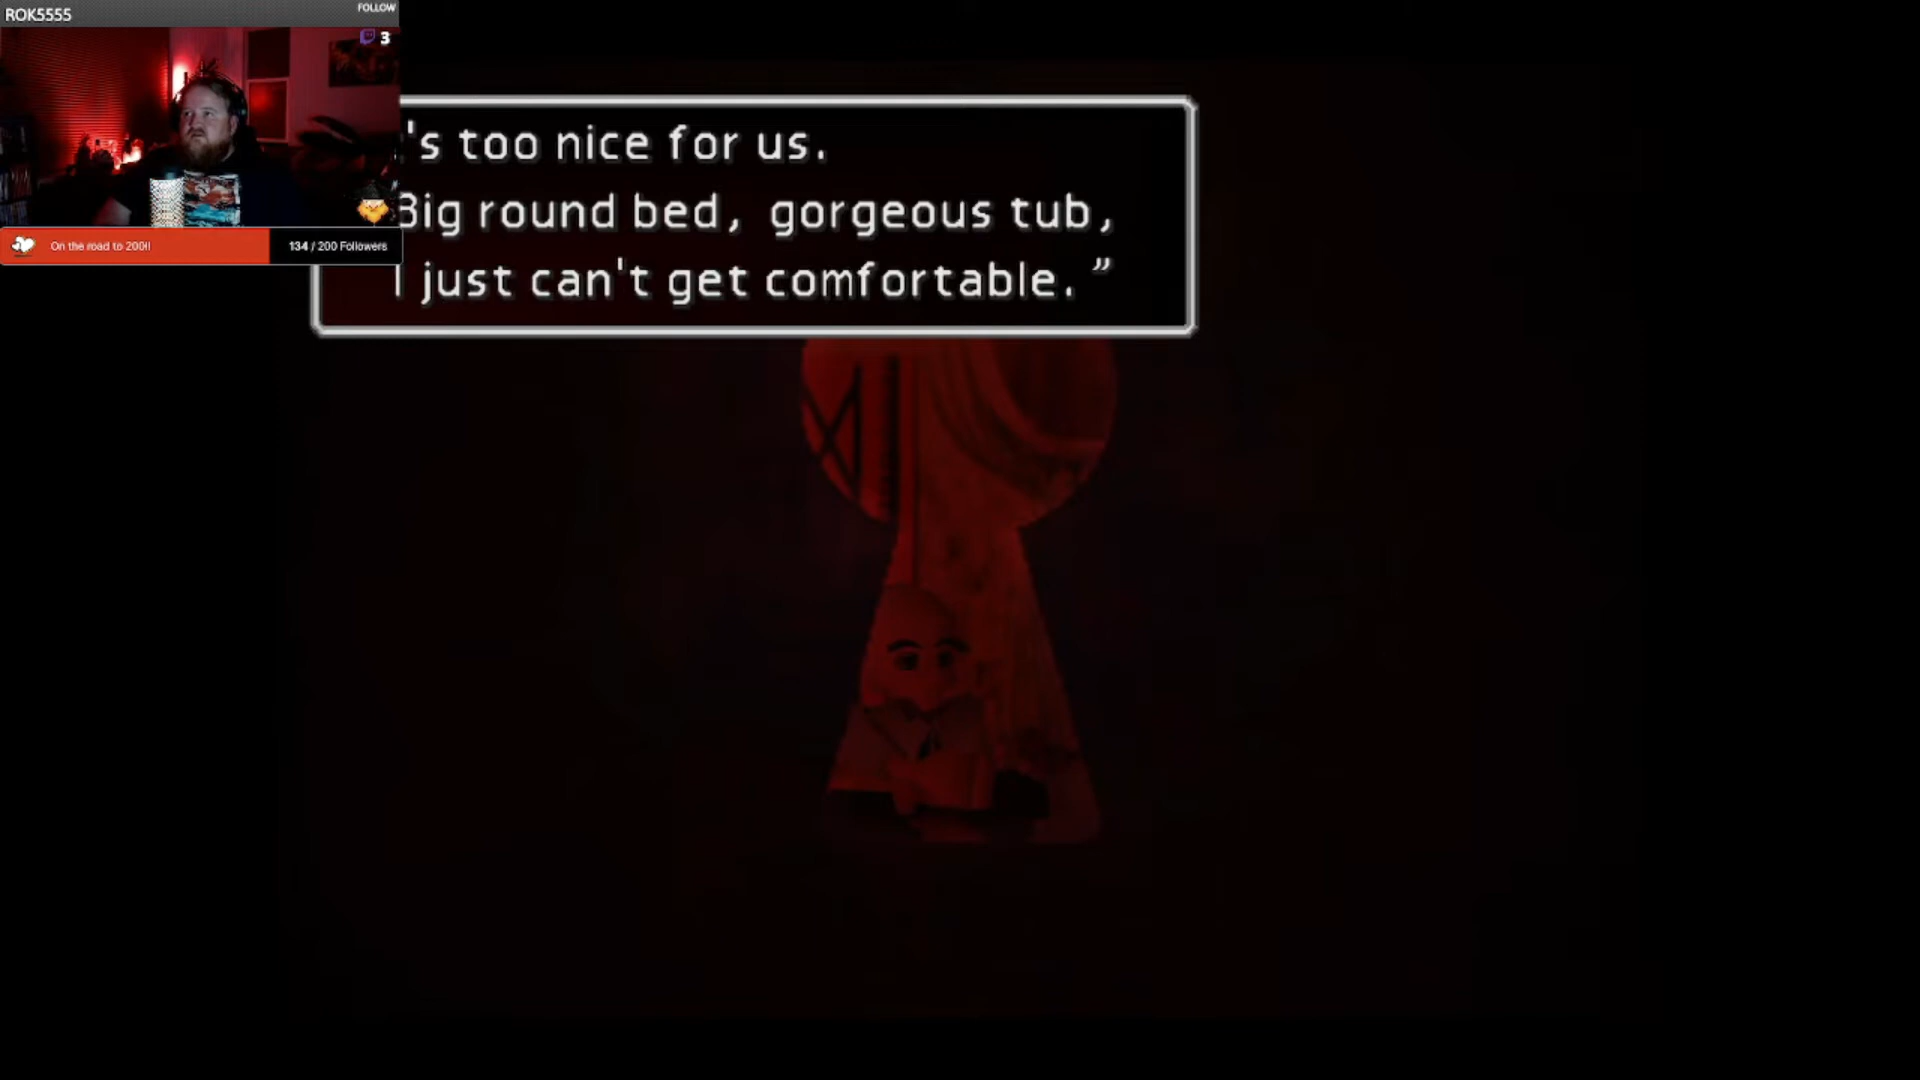 ROK5555
FOLLOW
3
's too nice for us.
Big round bed, gorgeous tub,
I just can't get comfortable.”
On the road to 200!!
134 / 200 Followers